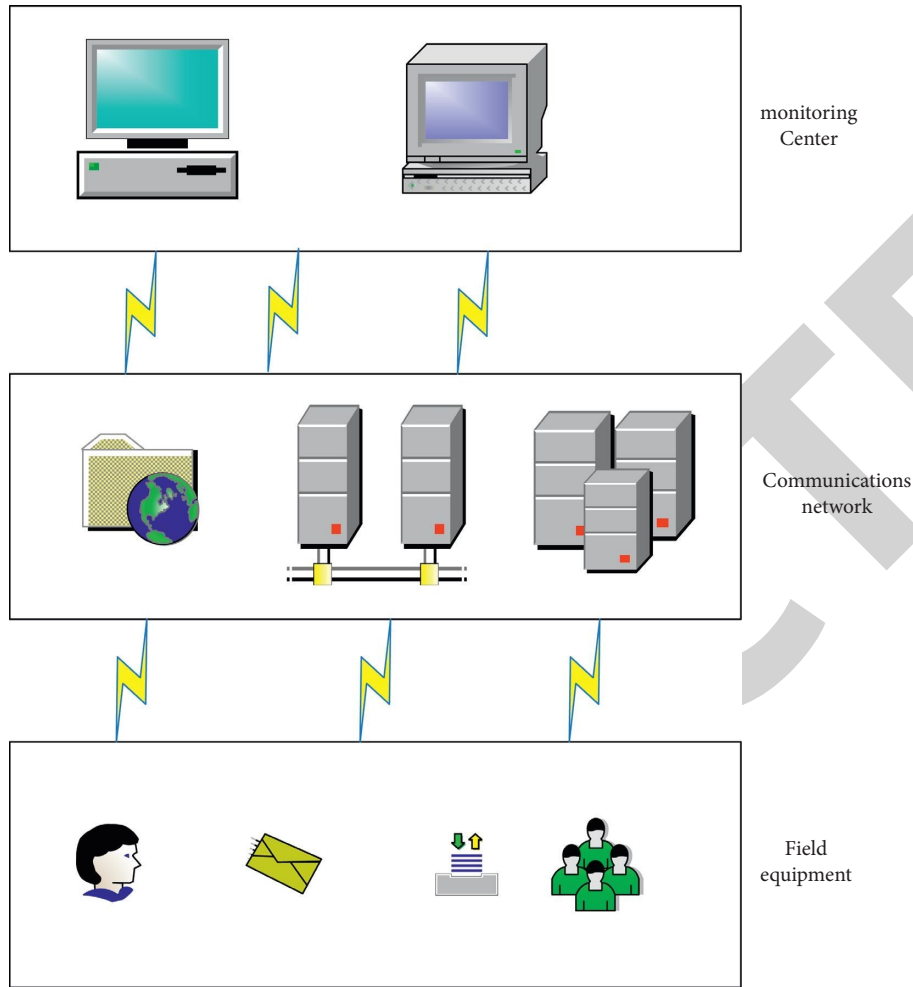 monitoring
Center
Communications
network
Field
equipment